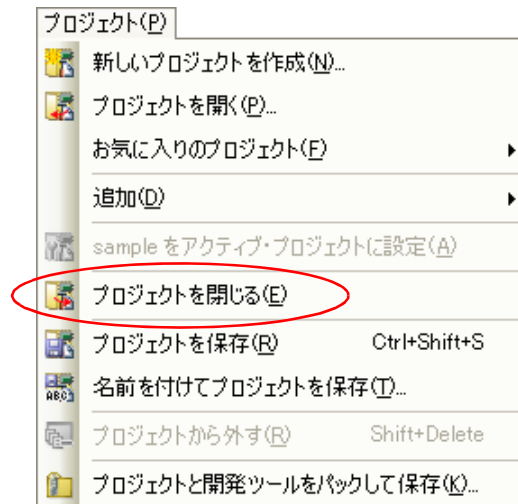 プロジェクト(P)
新しいプロジェクトを作成(N)...
プロジェクトを開く(P)...
お気に入りのプロジェクト(F)
追加(D)
sample をアクティブ・プロジェクトに設定(A)
プロジェクトを閉じる(E)
プロジェクトを保存(R) Ctrl+Shift+S
名前を付けてプロジェクトを保存(T)...
プロジェクトから外す(R) Shift+Delete
プロジェクトと開発ツールをパックして保存(K)...